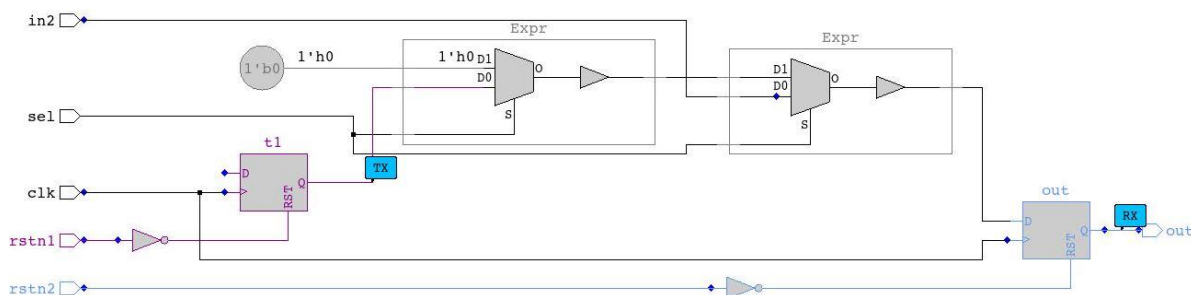 in2
Expr
Expr
1'b0
1'h0
1'h0
D1
D0
O
S
D1
D0
O
S
sel
t1
TX
D
Q
RST
clk
out
D
Q
RST
RX
out
rstn1
rstn2